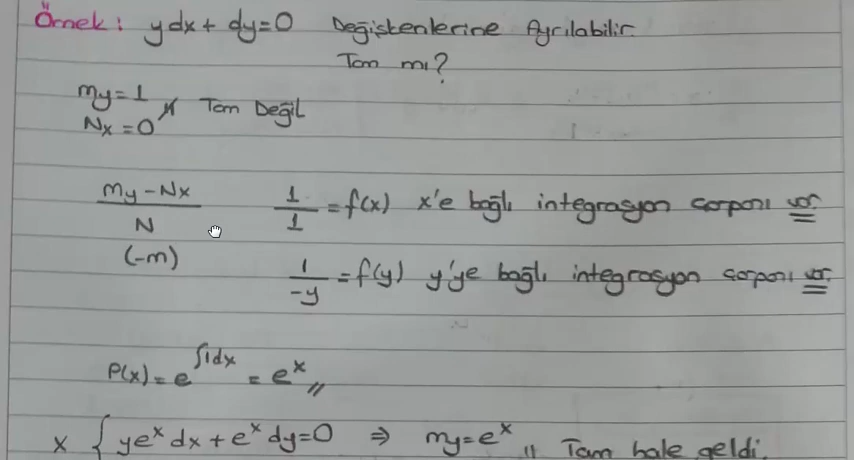 Örnek: ydx + dy=0 Değişkenlerine Ayrılabilir.
Tam mı?
my=1
Nx=0 // Tam Değil
My-Nx / N 1/1 = f(x) x'e bağlı integrasyon çarpanı var
(-m) 1/-y = f(y) y'ye bağlı integrasyon çarpanı var
P(x)= e^∫1dx = e^x //
x { ye^x dx + e^x dy=0 ⇒ my=e^x // Tam hale geldi.